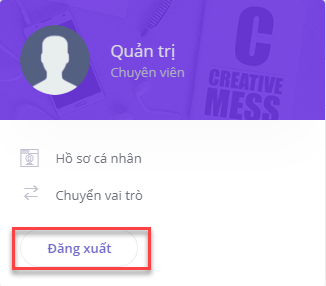 Quản trị
Chuyên viên
C
CREATIVE
MESS
Hồ sơ cá nhân
Chuyển vai trò
Đăng xuất